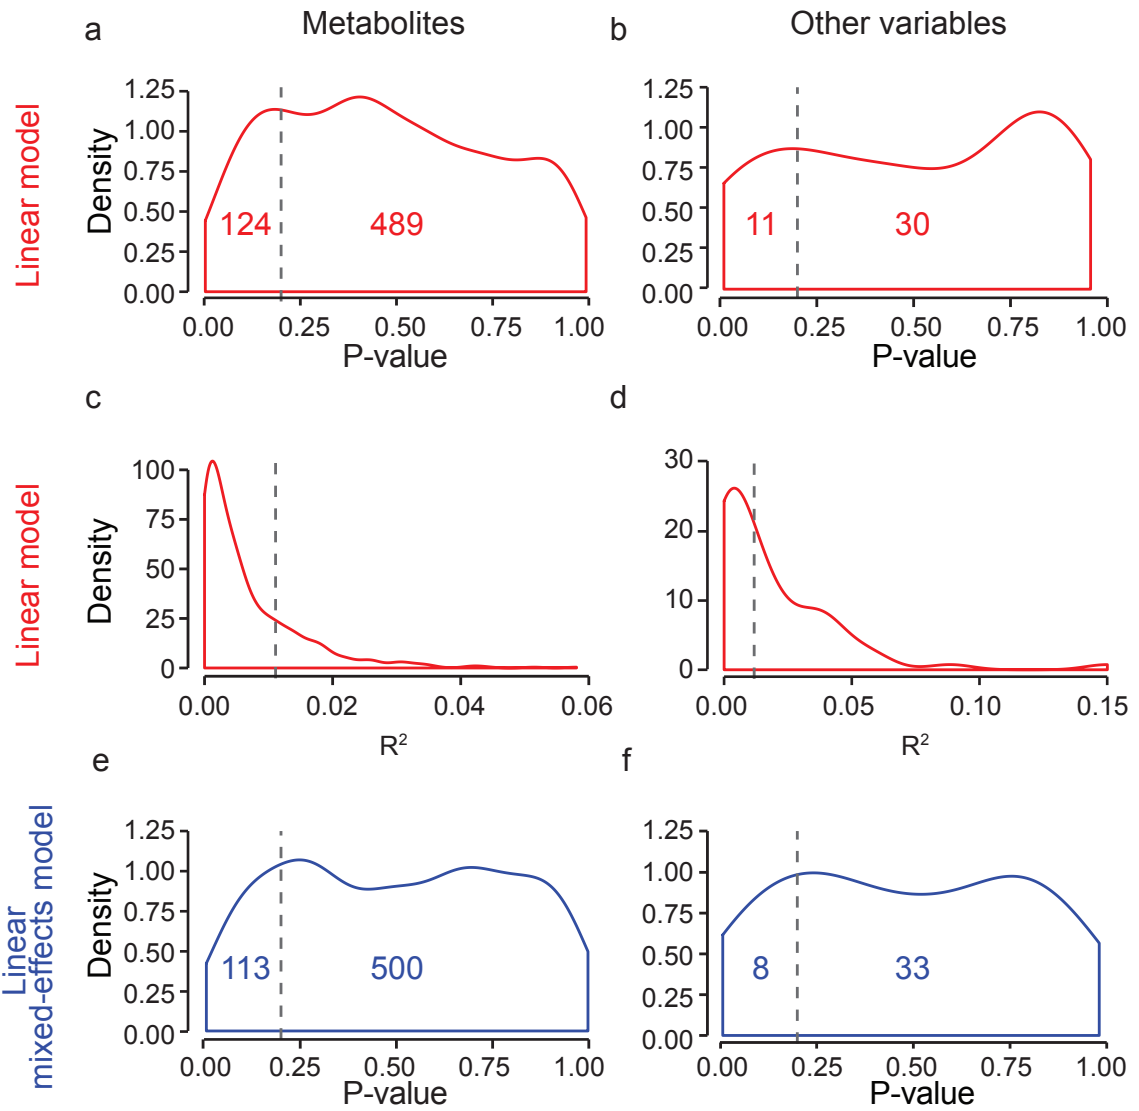 a Metabolites b Other variables
Linear model
Density
1.25
1.00
0.75
0.50
0.25
0.00
124 489
0.00 0.25 0.50 0.75 1.00
P-value
1.25
1.00
0.75
0.50
0.25
0.00
11 30
0.00 0.25 0.50 0.75 1.00
P-value
c d
Linear model
Density
100
75
50
25
0
0.00 0.02 0.04 0.06
R²
30
20
10
0
0.00 0.05 0.10 0.15
R²
e f
Linear
mixed-effects model
Density
1.25
1.00
0.75
0.50
0.25
0.00
113 500
0.00 0.25 0.50 0.75 1.00
P-value
1.25
1.00
0.75
0.50
0.25
0.00
8 33
0.00 0.25 0.50 0.75 1.00
P-value